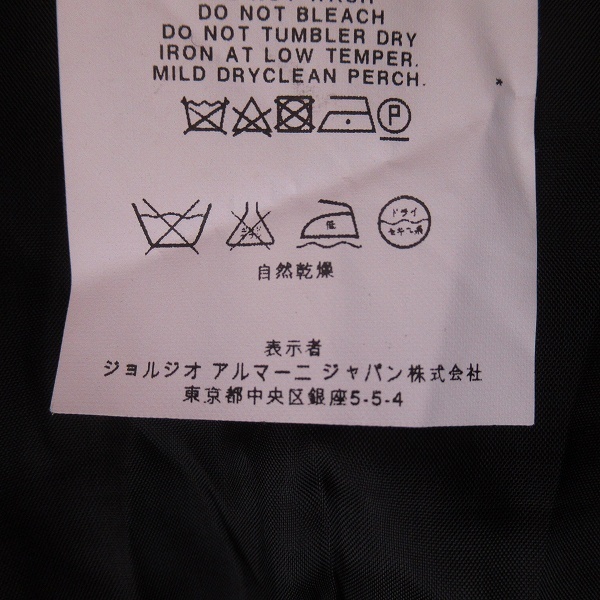 DO NOT BLEACH
DO NOT TUMBLER DRY
IRON AT LOW TEMPER.
MILD DRYCLEAN PERCH.
P
低
ドライ
セキユ系
自然乾燥
表示者
ジョルジオ アルマーニ ジャパン株式会社
東京都中央区銀座5-5-4